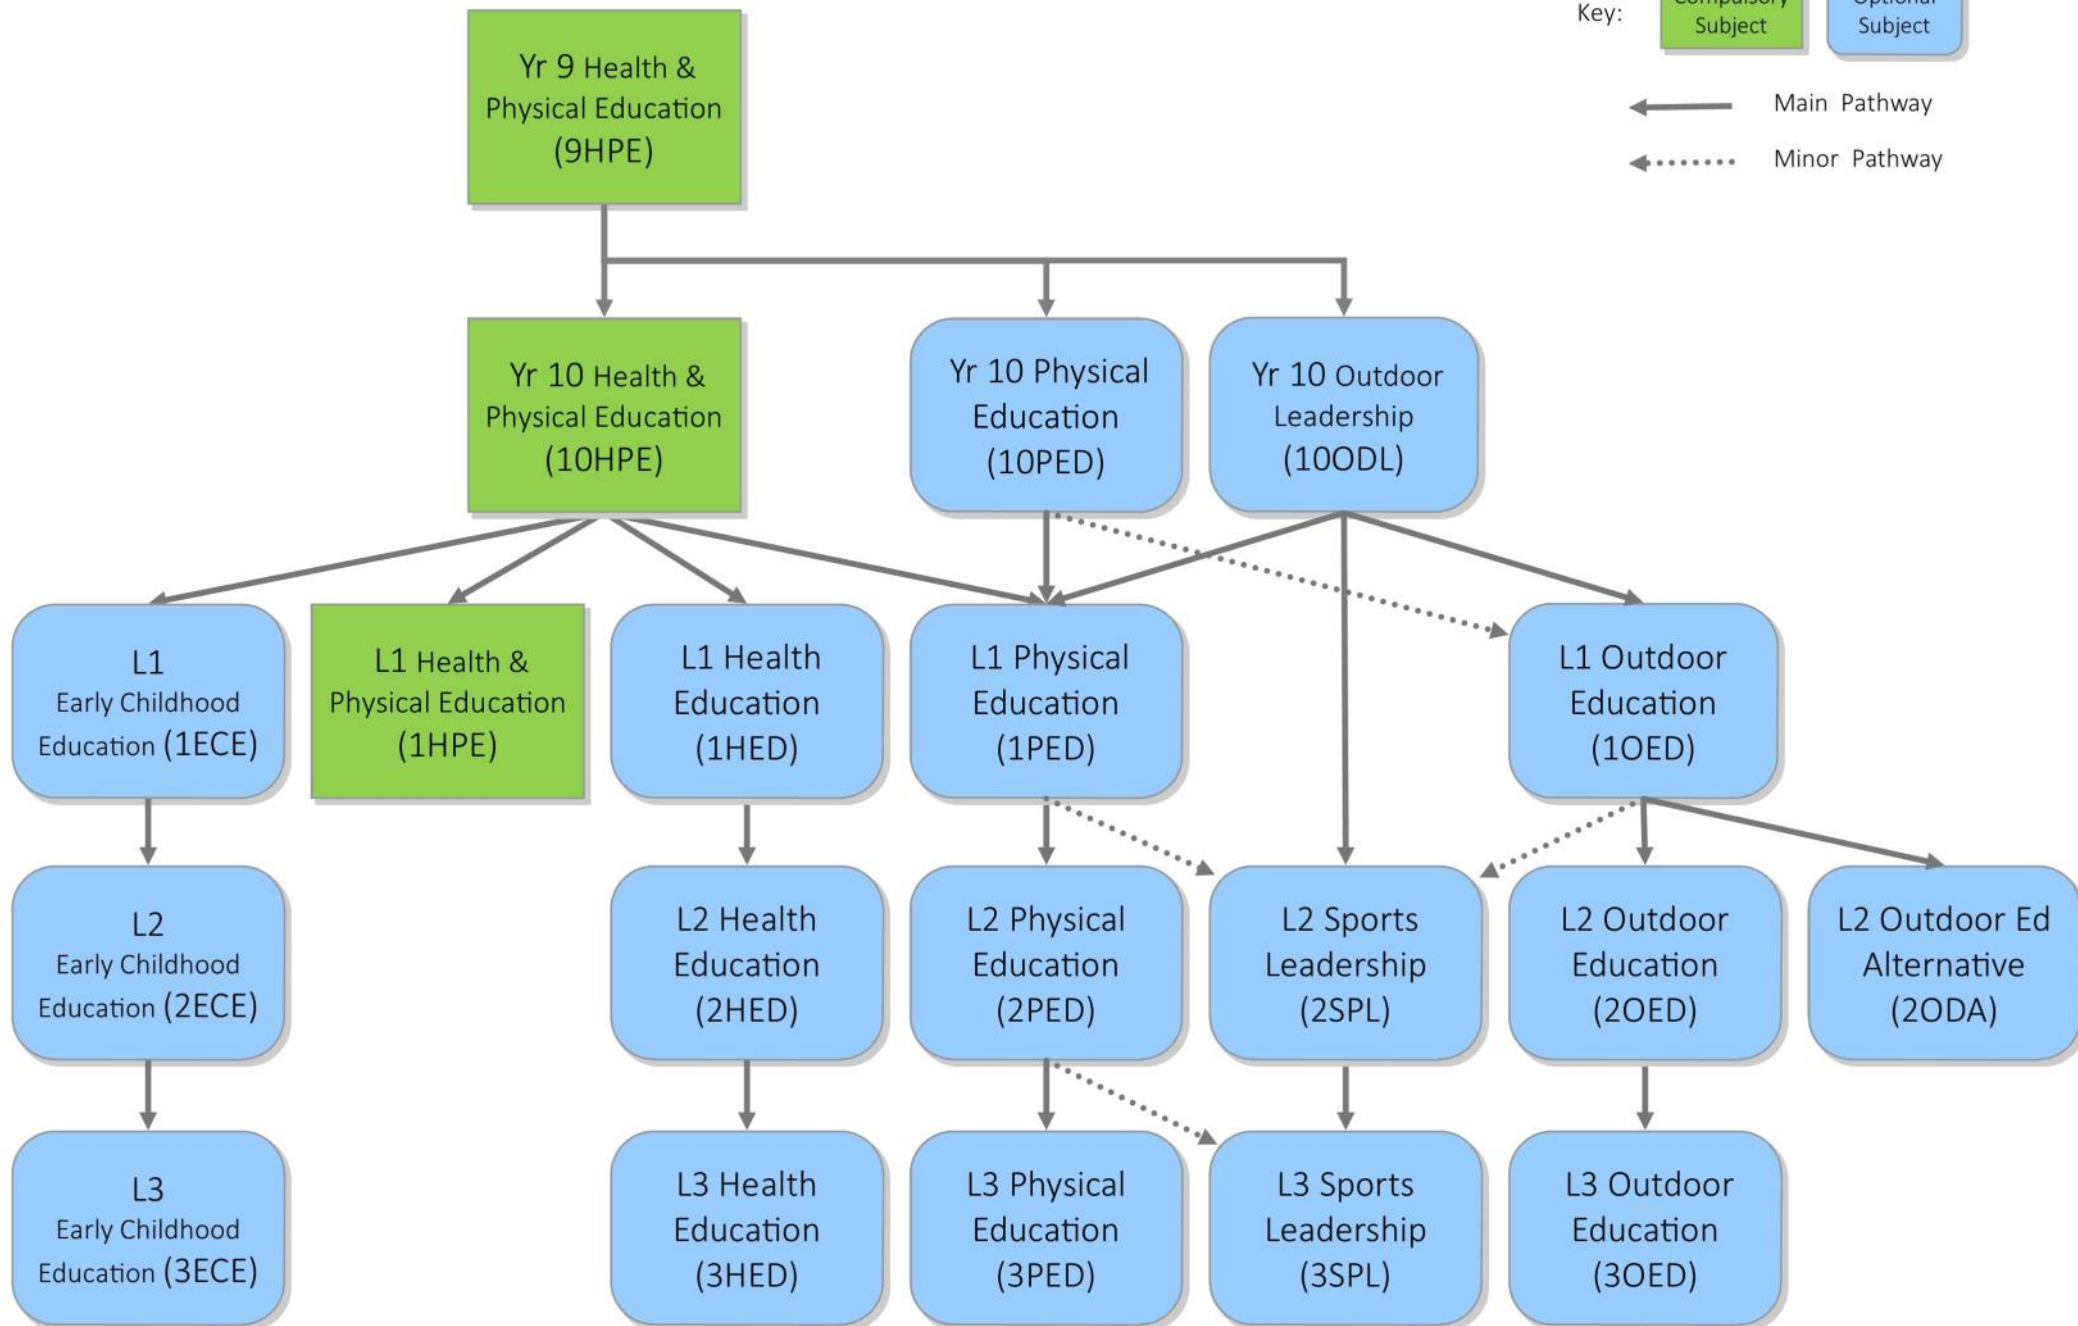 Key:
Compulsory
Subject
Optional
Subject
Main Pathway
Minor Pathway
Yr 9 Health &
Physical Education
(9HPE)
Yr 10 Health &
Physical Education
(10HPE)
Yr 10 Physical
Education
(10PED)
Yr 10 Outdoor
Leadership
(10ODL)
L1
Early Childhood
Education (1ECE)
L1 Health &
Physical Education
(1HPE)
L1 Health
Education
(1HED)
L1 Physical
Education
(1PED)
L1 Outdoor
Education
(1OED)
L2
Early Childhood
Education (2ECE)
L2 Health
Education
(2HED)
L2 Physical
Education
(2PED)
L2 Sports
Leadership
(2SPL)
L2 Outdoor
Education
(2OED)
L2 Outdoor Ed
Alternative
(2ODA)
L3
Early Childhood
Education (3ECE)
L3 Health
Education
(3HED)
L3 Physical
Education
(3PED)
L3 Sports
Leadership
(3SPL)
L3 Outdoor
Education
(3OED)